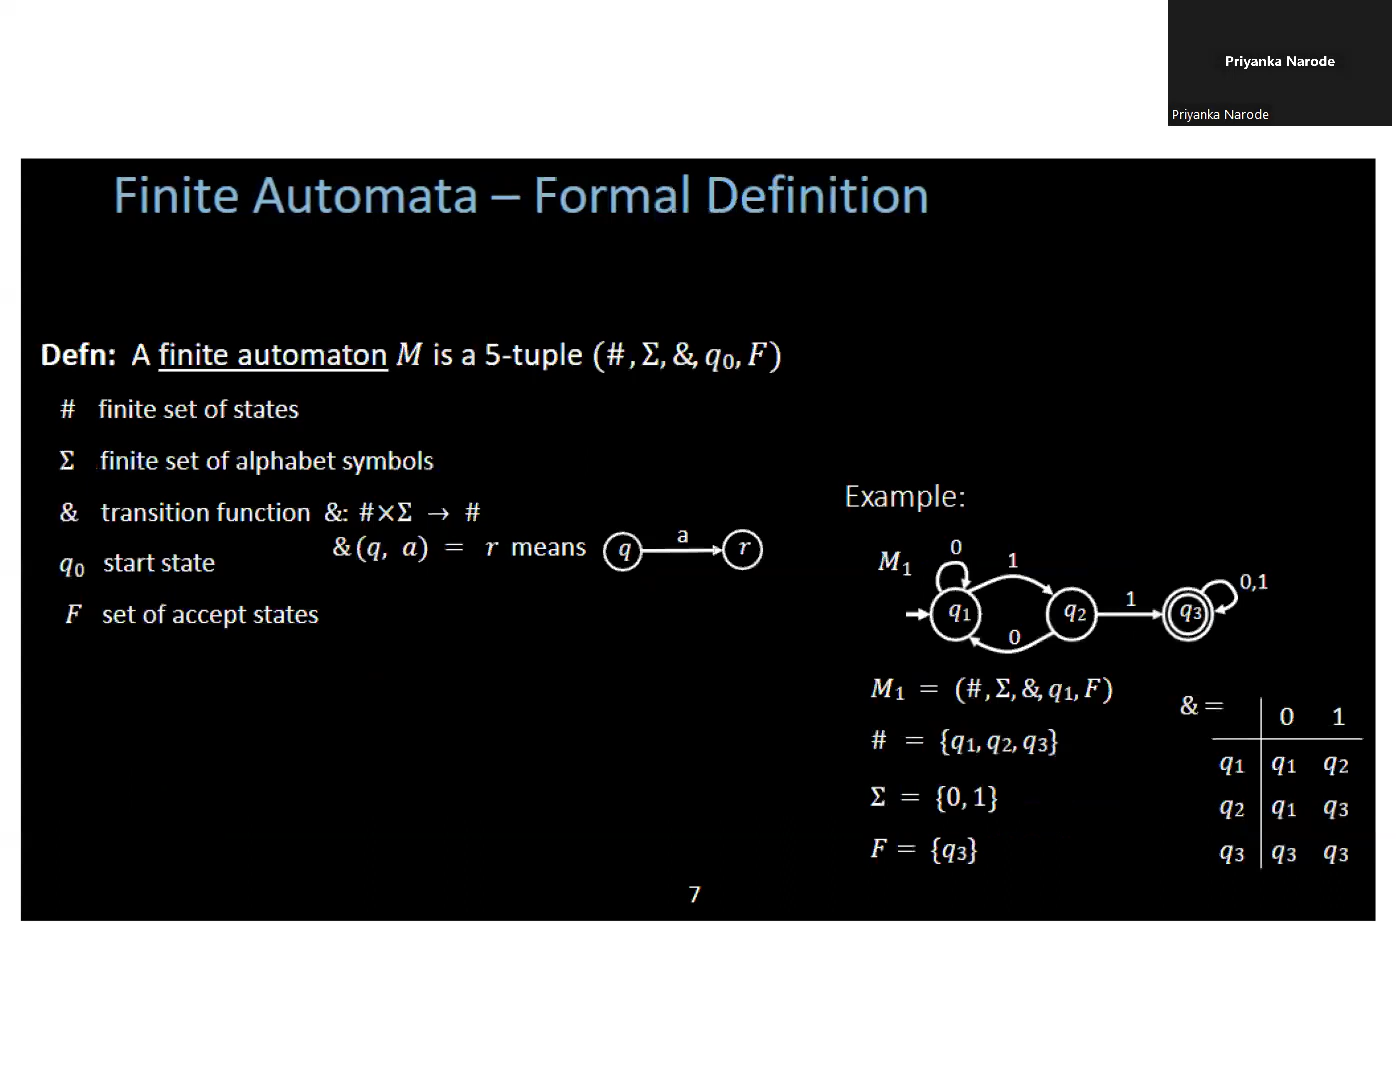 Priyanka Narode
Priyanka Narode
Finite Automata – Formal Definition
Defn: A finite automaton M is a 5-tuple (#, Σ, &, q0, F)
# finite set of states
Σ finite set of alphabet symbols
& transition function &: #×Σ → #
&(q, a) = r means q a r
q0 start state
F set of accept states
Example:
M1 0 1 1 0,1
q1 q2 q3
0
M1 = (#, Σ, &, q1, F)
# = {q1, q2, q3}
Σ = {0, 1}
F = {q3}
& = 0 1
q1 q1 q2
q2 q1 q3
q3 q3 q3
7